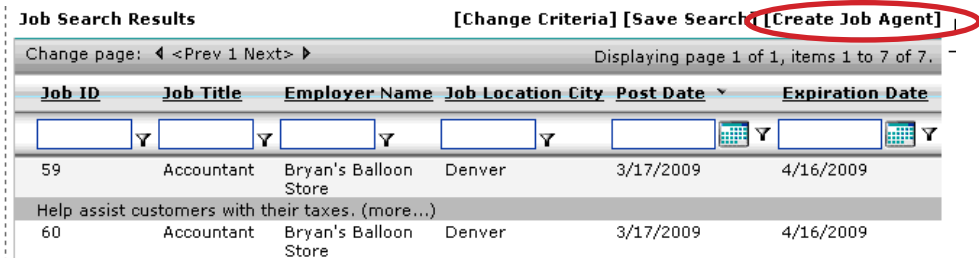 Job Search Results [Change Criteria] [Save Search] [Create Job Agent]
Change page: <Prev 1 Next> Displaying page 1 of 1, items 1 to 7 of 7.
Job ID Job Title Employer Name Job Location City Post Date Expiration Date
59 Accountant Bryan's Balloon Denver 3/17/2009 4/16/2009
Store
Help assist customers with their taxes. (more...)
60 Accountant Bryan's Balloon Denver 3/17/2009 4/16/2009
Store